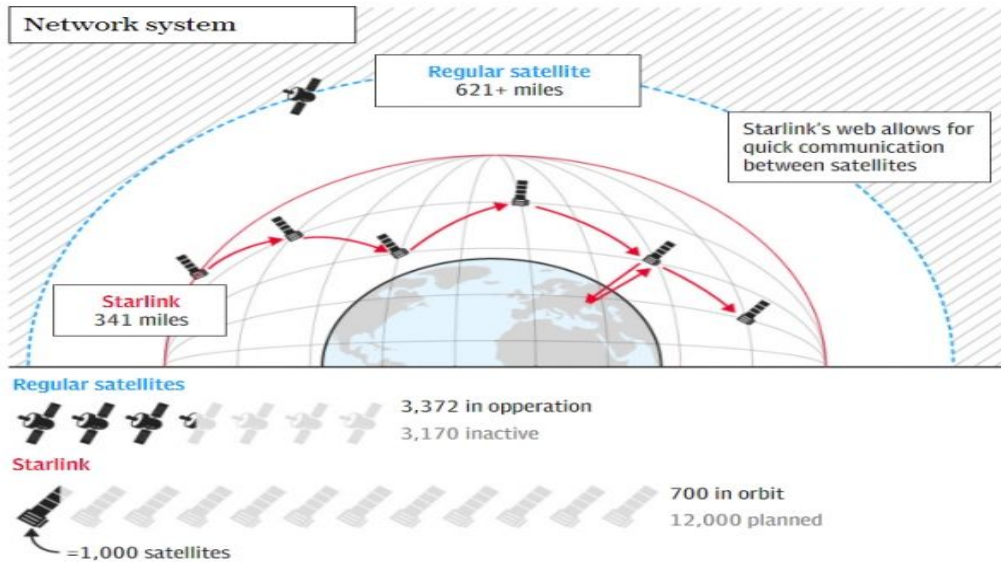 Network system
Regular satellite
621+ miles
Starlink's web allows for
quick communication
between satellites
Starlink
341 miles
Regular satellites
3,372 in opperation
3,170 inactive
Starlink
700 in orbit
12,000 planned
=1,000 satellites